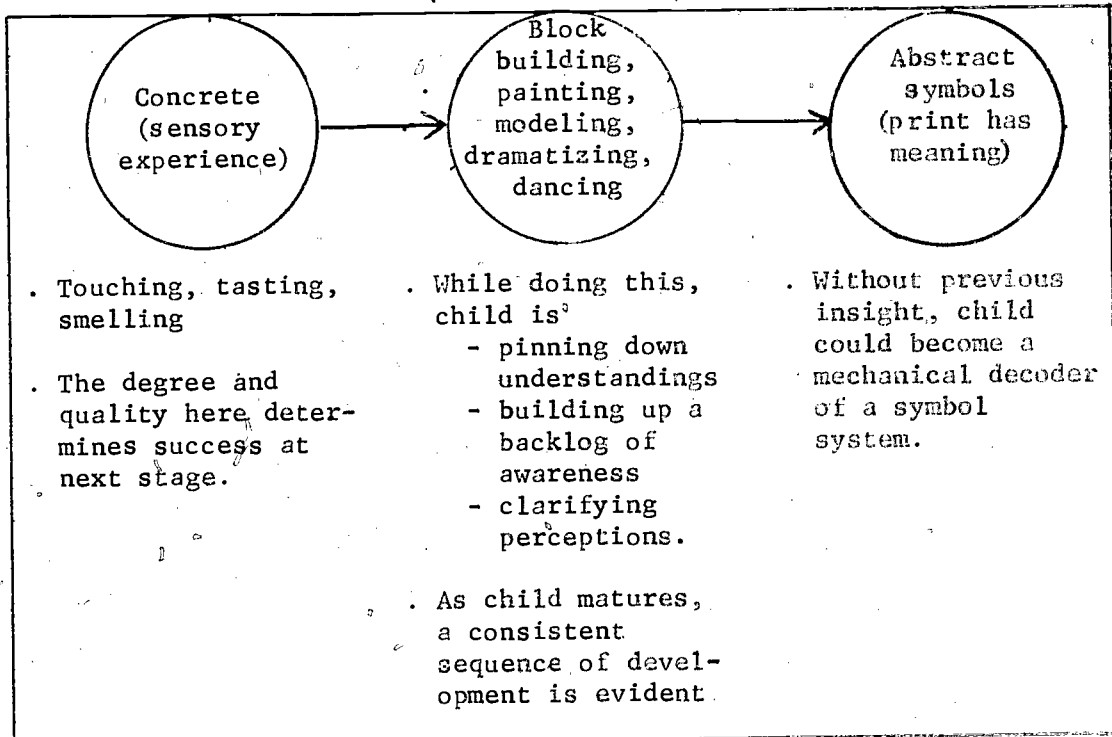 Concrete
(sensory
experience)
Block
building,
painting,
modeling,
dramatizing,
dancing
Abstract
symbols
(print has
meaning)
. Touching, tasting,
smelling
. The degree and
quality here deter-
mines success at
next stage.
. While doing this,
child is
- pinning down
understandings
- building up a
backlog of
awareness
- clarifying
perceptions.
. As child matures,
a consistent
sequence of devel-
opment is evident
. Without previous
insight, child
could become a
mechanical decoder
of a symbol
system.